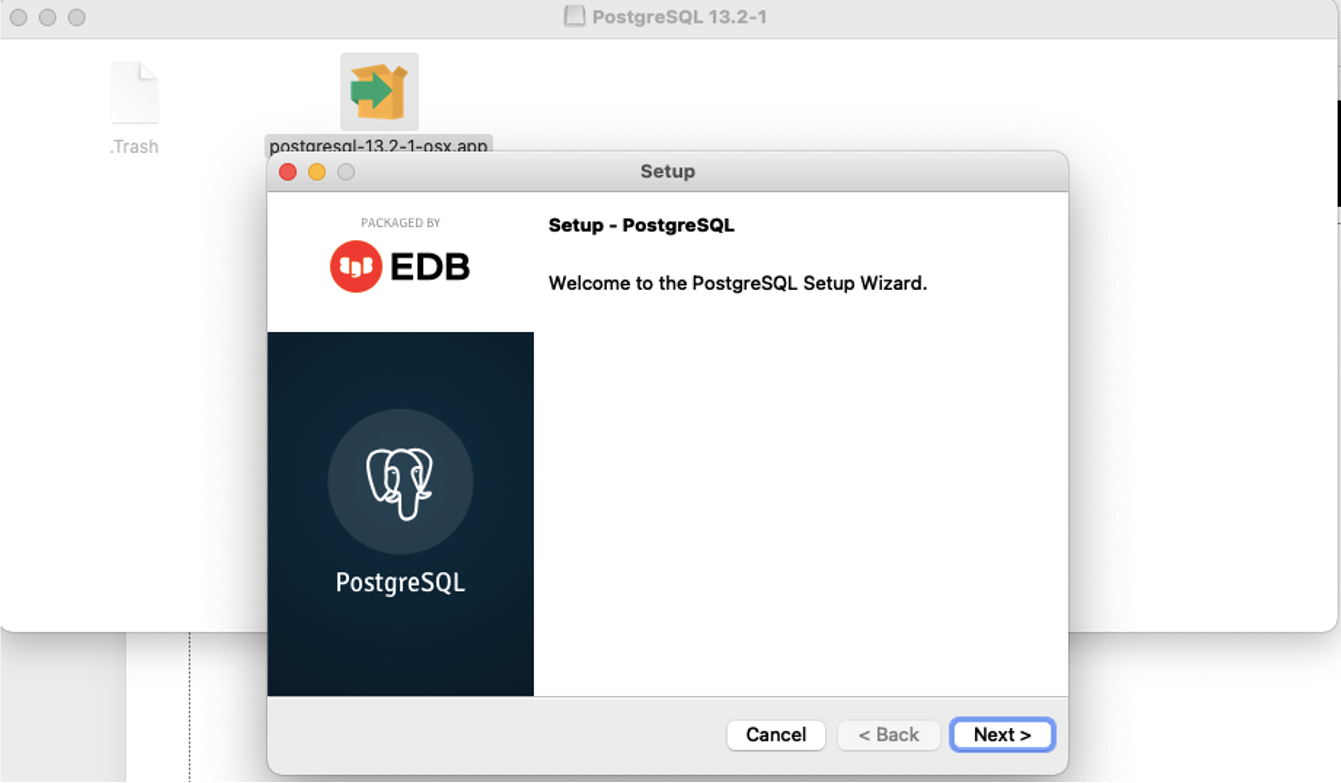 PostgreSQL 13.2-1
.Trash
postgresql-13.2-1-osx.app
Setup
PACKAGED BY
EDB
Setup - PostgreSQL
Welcome to the PostgreSQL Setup Wizard.
PostgreSQL
Cancel
< Back
Next >